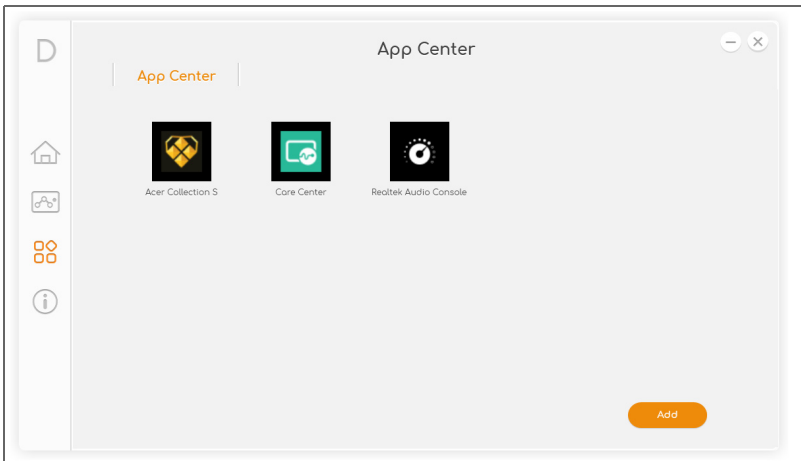 D
App Center
App Center
Acer Collection S
Care Center
Realtek Audio Console
Add